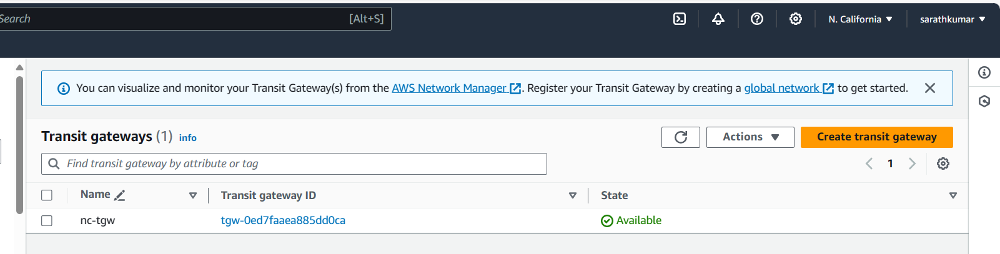 Search [Alt+S] N. California sarathkumar
You can visualize and monitor your Transit Gateway(s) from the AWS Network Manager. Register your Transit Gateway by creating a global network to get started.
Transit gateways (1) info Actions Create transit gateway
Find transit gateway by attribute or tag 1
Name Transit gateway ID State
nc-tgw tgw-0ed7faaea885dd0ca Available